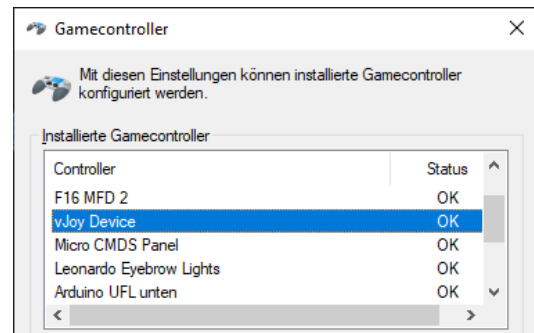 Gamecontroller
Mit diesen Einstellungen können installierte Gamecontroller
konfiguriert werden.
Installierte Gamecontroller
Controller Status
F16 MFD 2 OK
vJoy Device OK
Micro CMDS Panel OK
Leonardo Eyebrow Lights OK
Arduino UFL unten OK